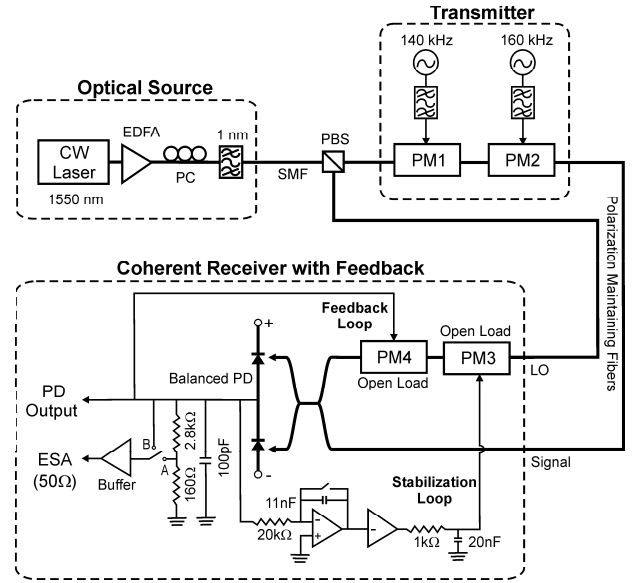 Transmitter
140 kHz
160 kHz
Optical Source
EDFA
1 nm
CW
Laser
PC
1550 nm
SMF
PBS
PM1
PM2
Polarization Maintaining Fibers
Coherent Receiver with Feedback
Feedback
Loop
Open Load
PM4
PM3
Open Load
LO
+
Balanced PD
PD
Output
B
A
2.8kΩ
160Ω
100pF
ESA
(50Ω)
Buffer
-
Signal
Stabilization
Loop
11nF
20kΩ
-
+
-
1kΩ
20nF